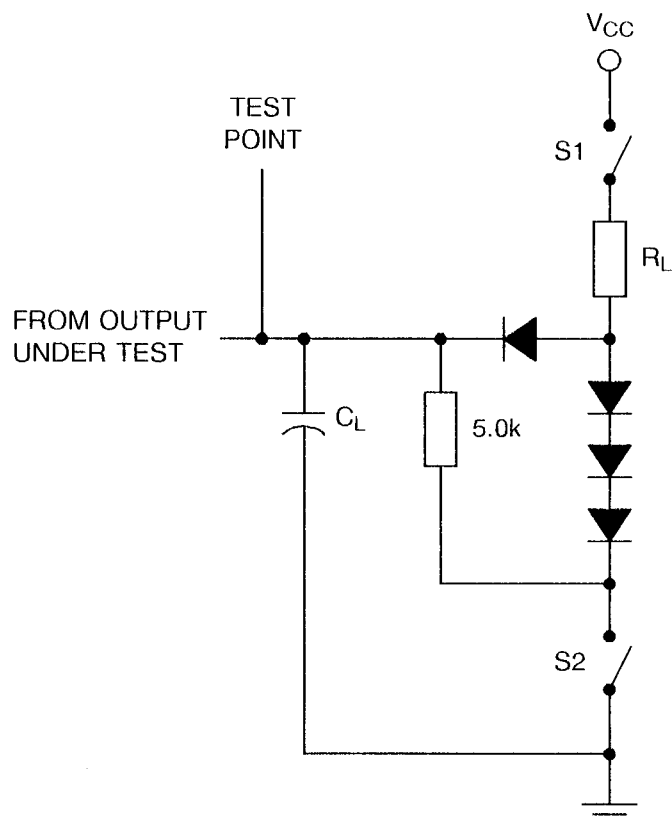 VCC
TEST
POINT
S1
RL
FROM OUTPUT
UNDER TEST
CL
5.0k
S2